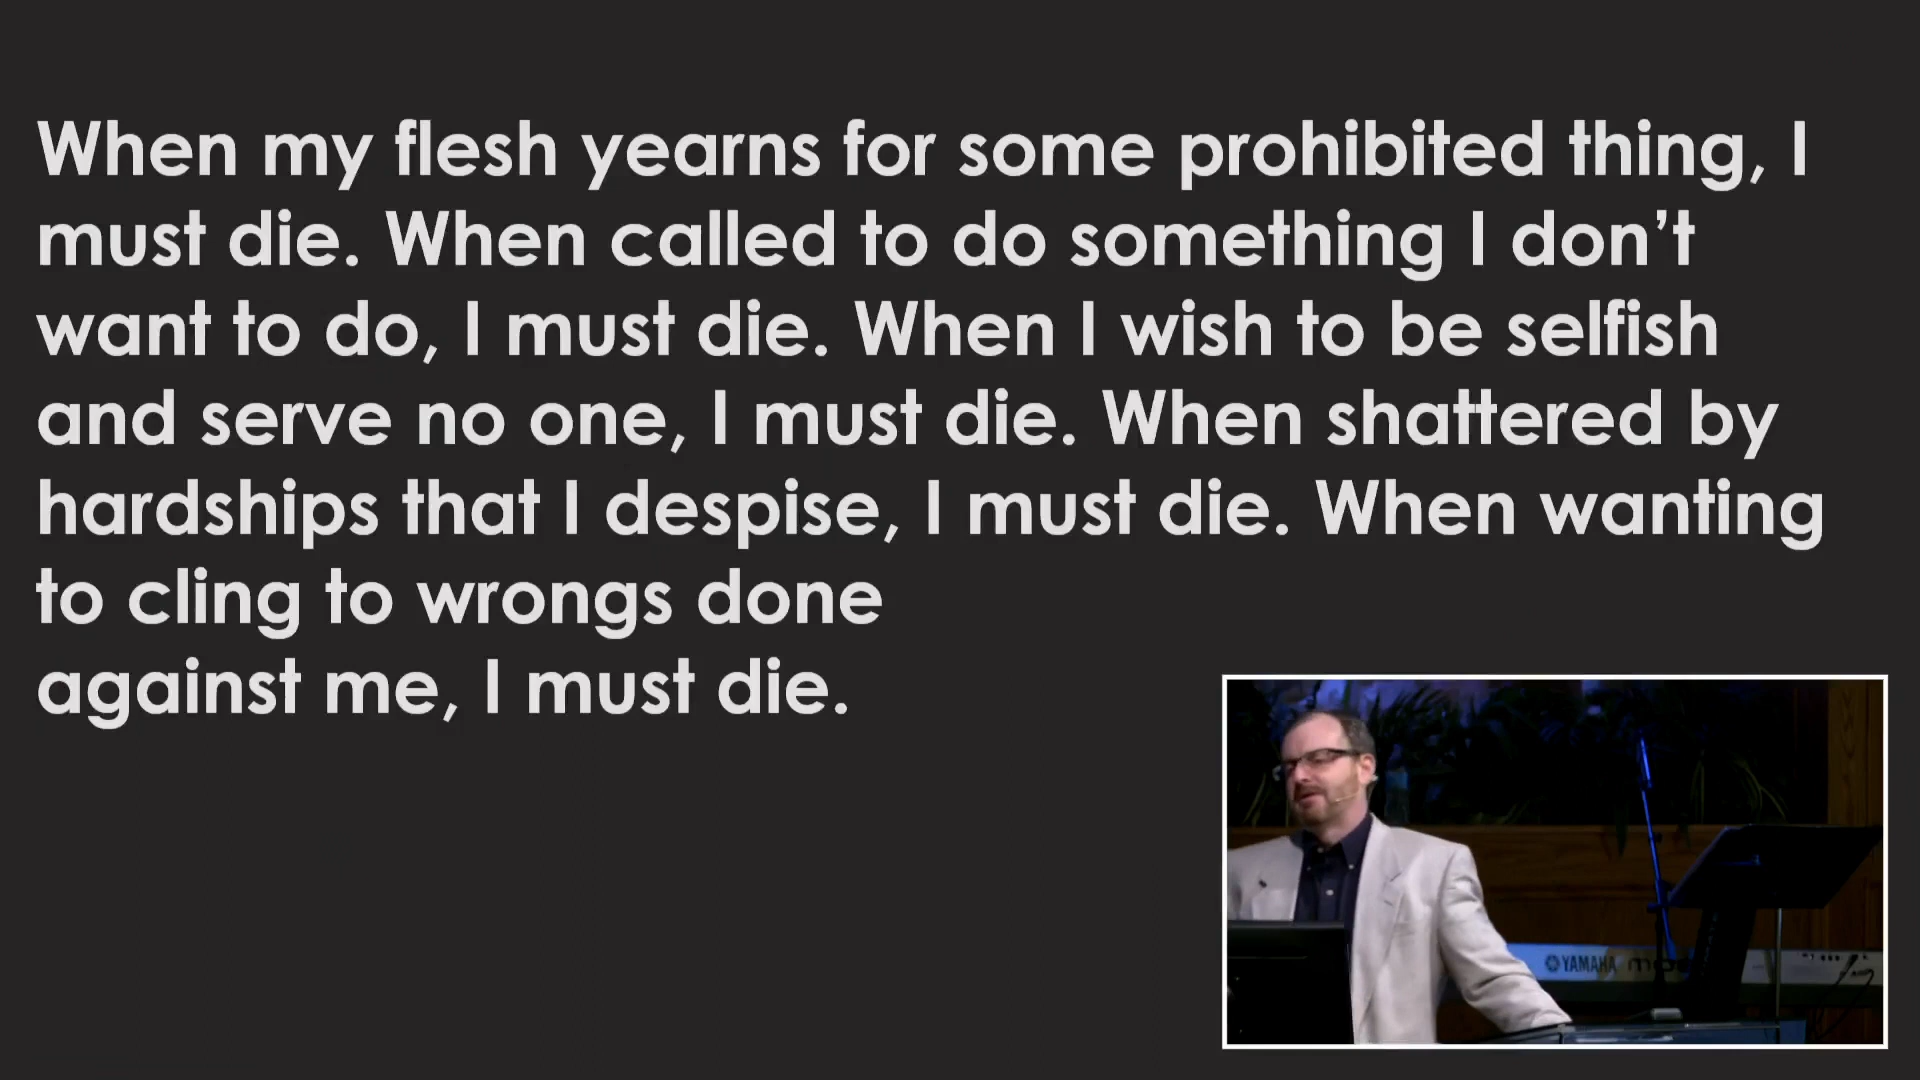 When my flesh yearns for some prohibited thing, I
must die. When called to do something I don’t
want to do, I must die. When I wish to be selfish
and serve no one, I must die. When shattered by
hardships that I despise, I must die. When wanting
to cling to wrongs done
against me, I must die.
YAMAHA